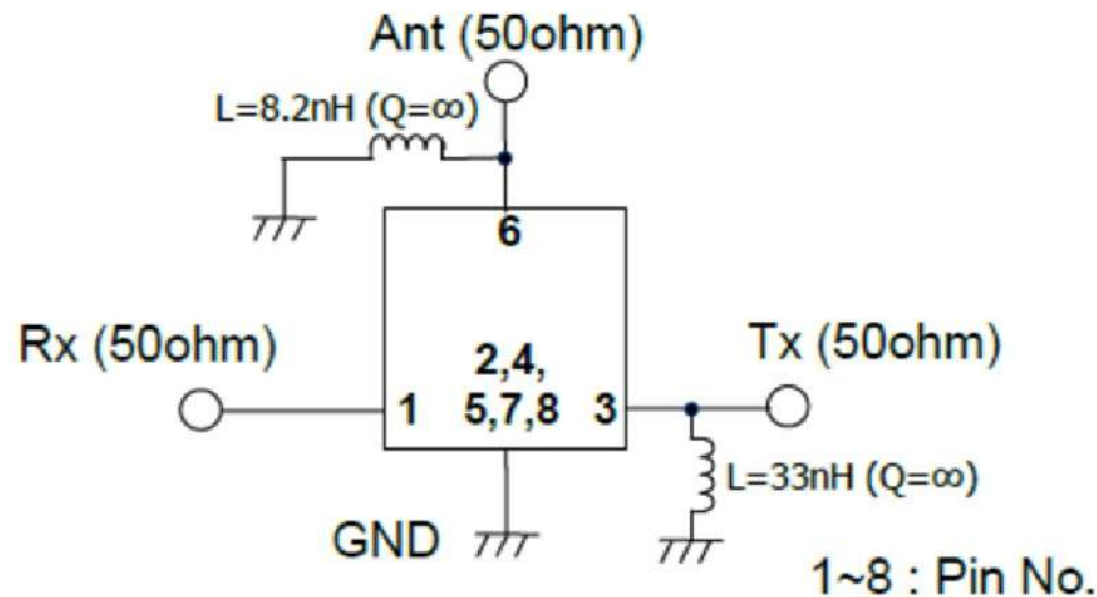 Ant (50ohm)
L=8.2nH (Q=∞)
6
Rx (50ohm)
Tx (50ohm)
2,4,
1 5,7,8 3
L=33nH (Q=∞)
GND
1~8 : Pin No.